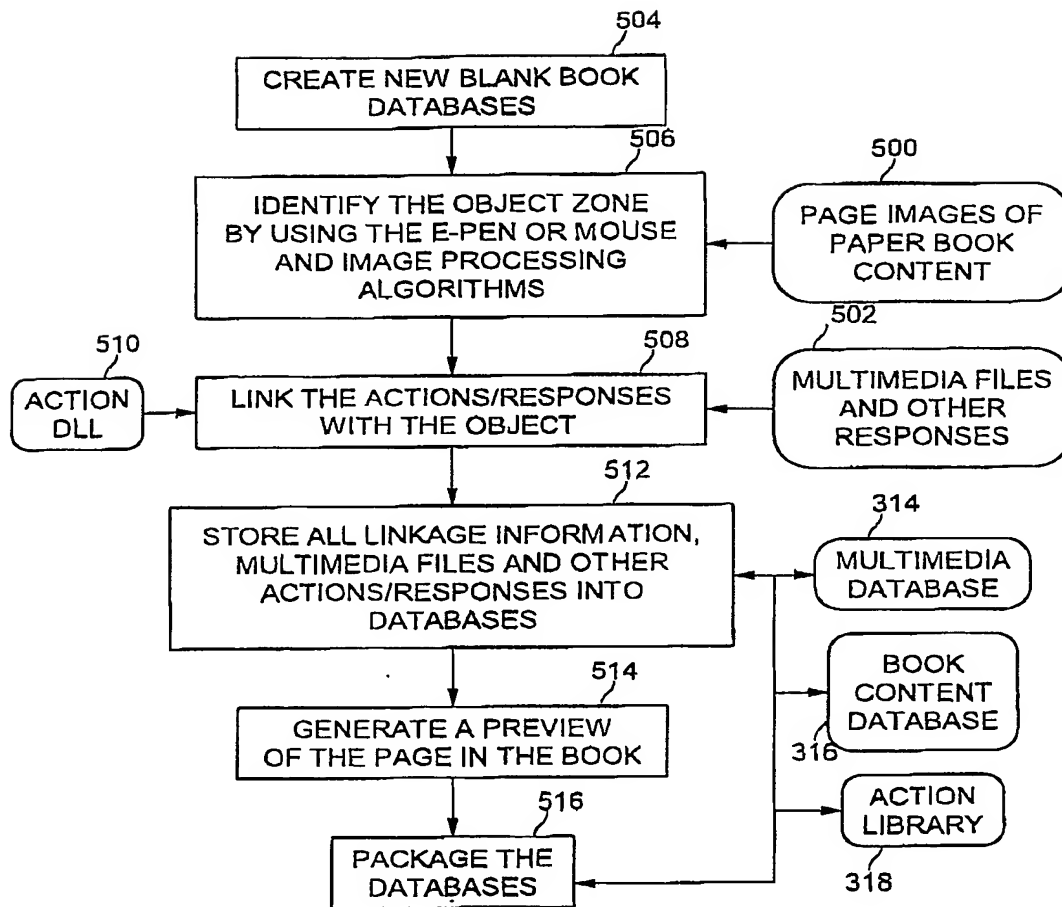 504
CREATE NEW BLANK BOOK
DATABASES
506
IDENTIFY THE OBJECT ZONE
BY USING THE E-PEN OR MOUSE
AND IMAGE PROCESSING
ALGORITHMS
500
PAGE IMAGES OF
PAPER BOOK
CONTENT
510
ACTION
DLL
508
LINK THE ACTIONS/RESPONSES
WITH THE OBJECT
502
MULTIMEDIA FILES
AND OTHER
RESPONSES
512
STORE ALL LINKAGE INFORMATION,
MULTIMEDIA FILES AND OTHER
ACTIONS/RESPONSES INTO
DATABASES
314
MULTIMEDIA
DATABASE
BOOK
CONTENT
DATABASE
316
514
GENERATE A PREVIEW
OF THE PAGE IN THE BOOK
ACTION
LIBRARY
318
516
PACKAGE THE
DATABASES